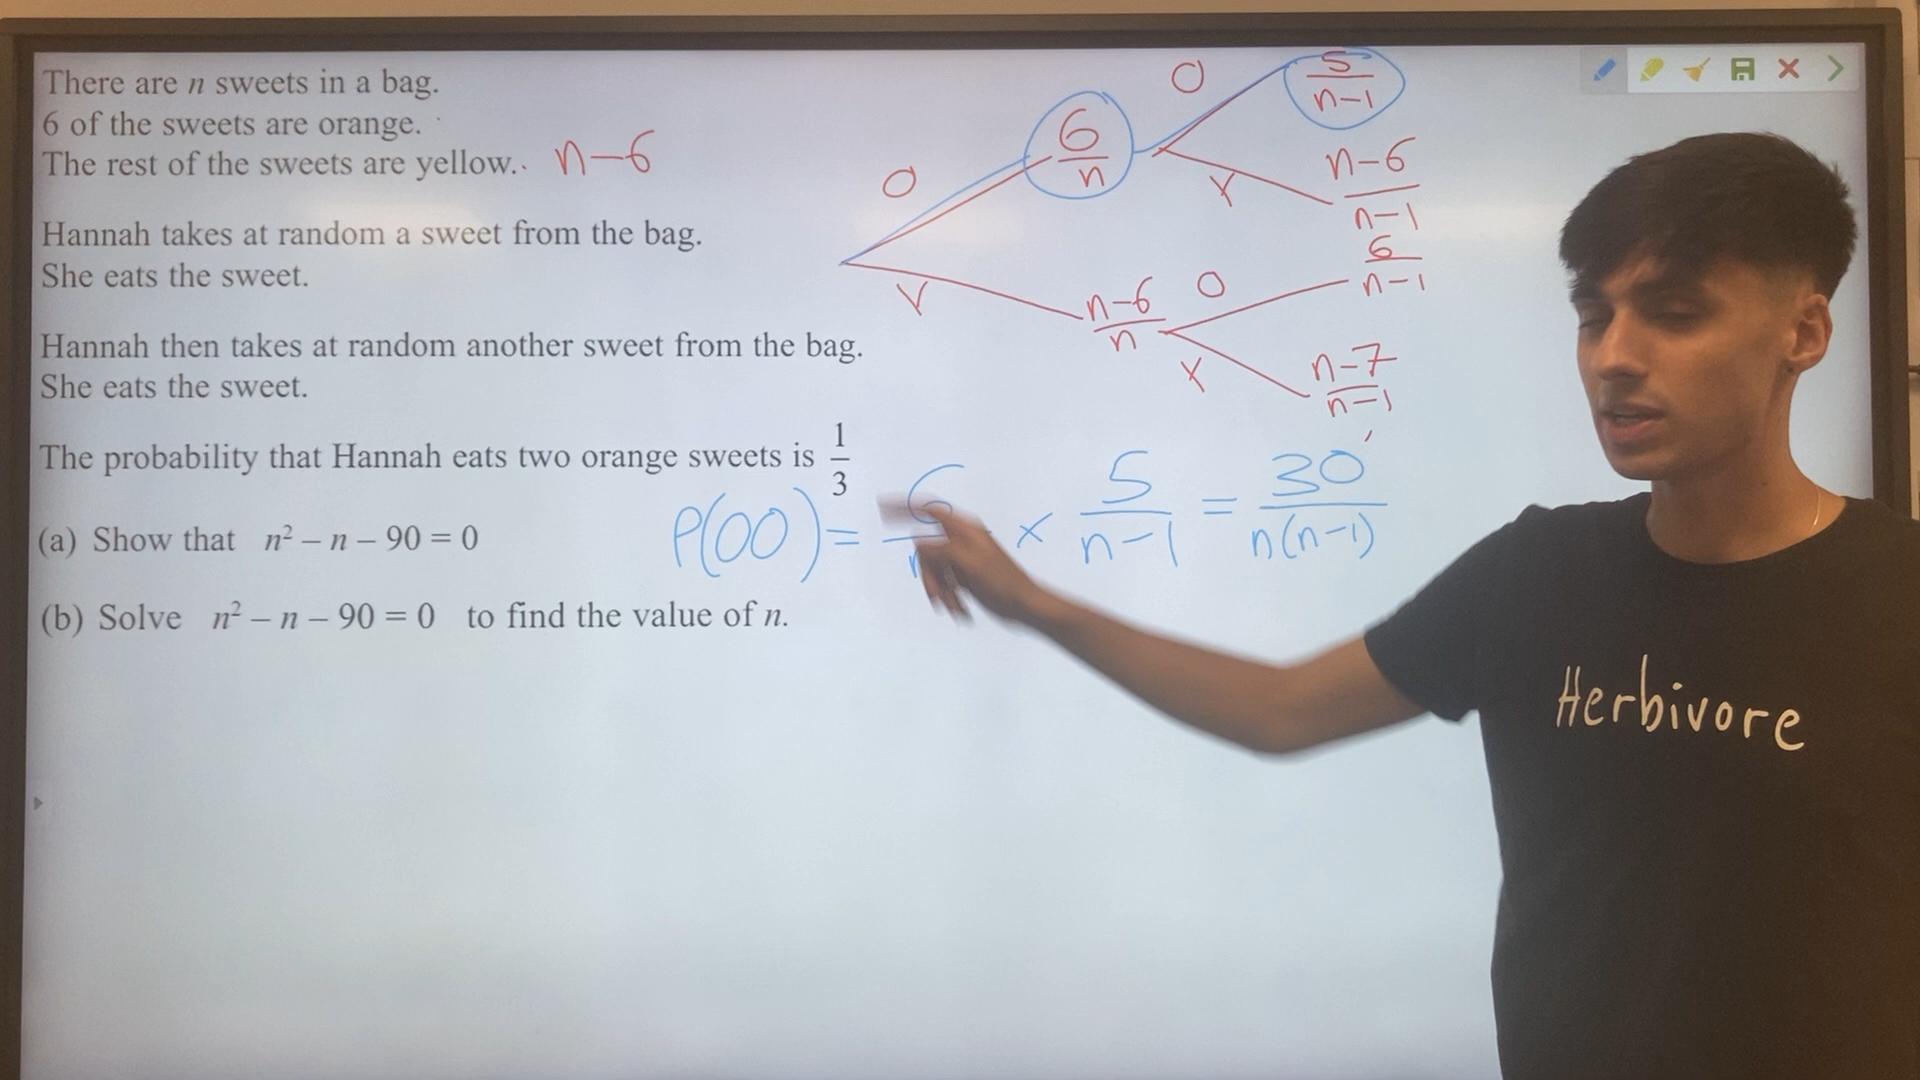 There are n sweets in a bag.
6 of the sweets are orange.
The rest of the sweets are yellow. n-6
Hannah takes at random a sweet from the bag.
She eats the sweet.
Hannah then takes at random another sweet from the bag.
She eats the sweet.
The probability that Hannah eats two orange sweets is 1/3
(a) Show that n² – n – 90 = 0
(b) Solve n² – n – 90 = 0 to find the value of n.
O
6/n
O
5/n-1
Y
n-6/n-1
Y
n-6/n
O
6/n-1
Y
n-7/n-1
P(OO) = 6/n × 5/n-1 = 30/n(n-1)
Herbivore